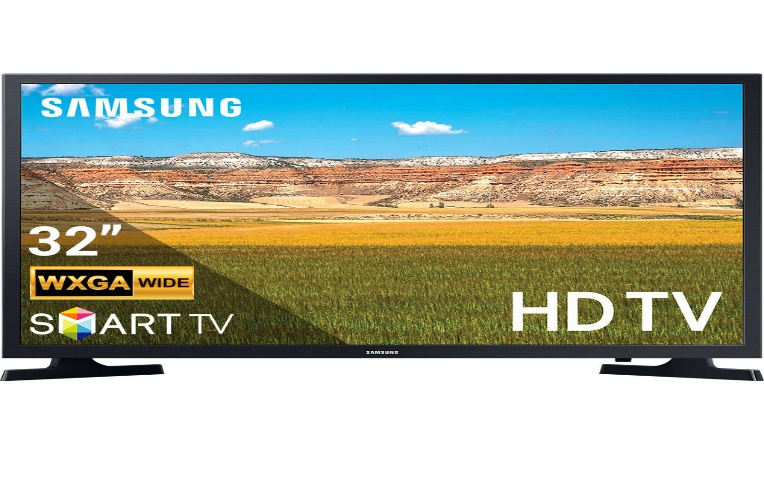 SAMSUNG
32”
WXGA WIDE
SMART TV
HD TV
SAMSUNG